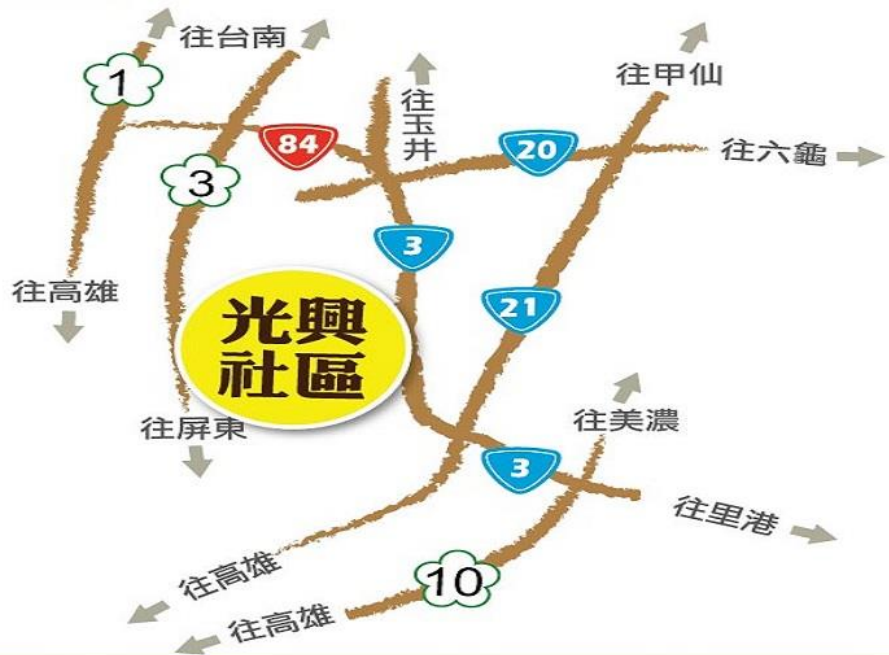 往台南
1
往甲仙
往玉井
84
20
往六龜
3
3
往高雄
21
光興
社區
往屏東
往美濃
3
往里港
往高雄
10
往高雄